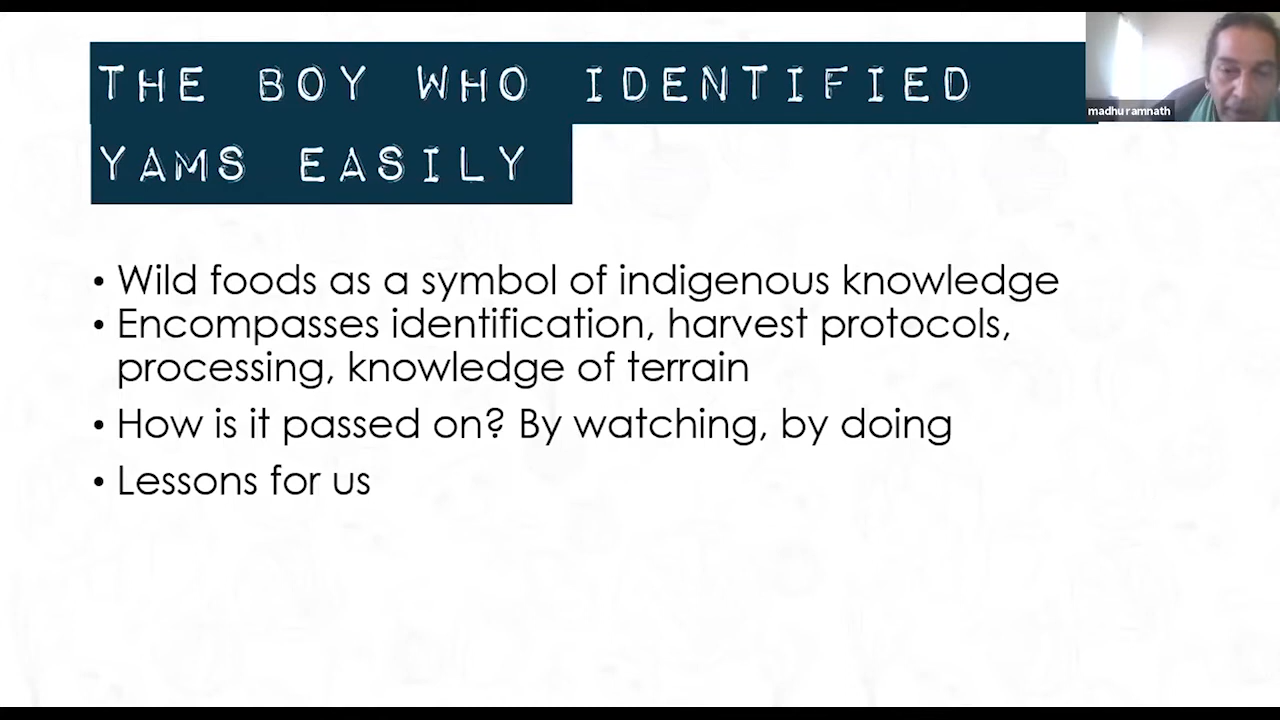 THE BOY WHO IDENTIFIED
YAMS EASILY
madhu ramnath
• Wild foods as a symbol of indigenous knowledge
• Encompasses identification, harvest protocols,
processing, knowledge of terrain
• How is it passed on? By watching, by doing
• Lessons for us